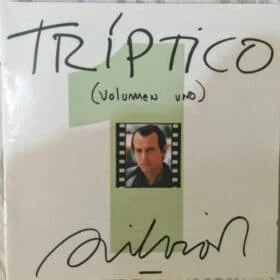 TRÍPTICO
(Volumen uno)
1
Silvio